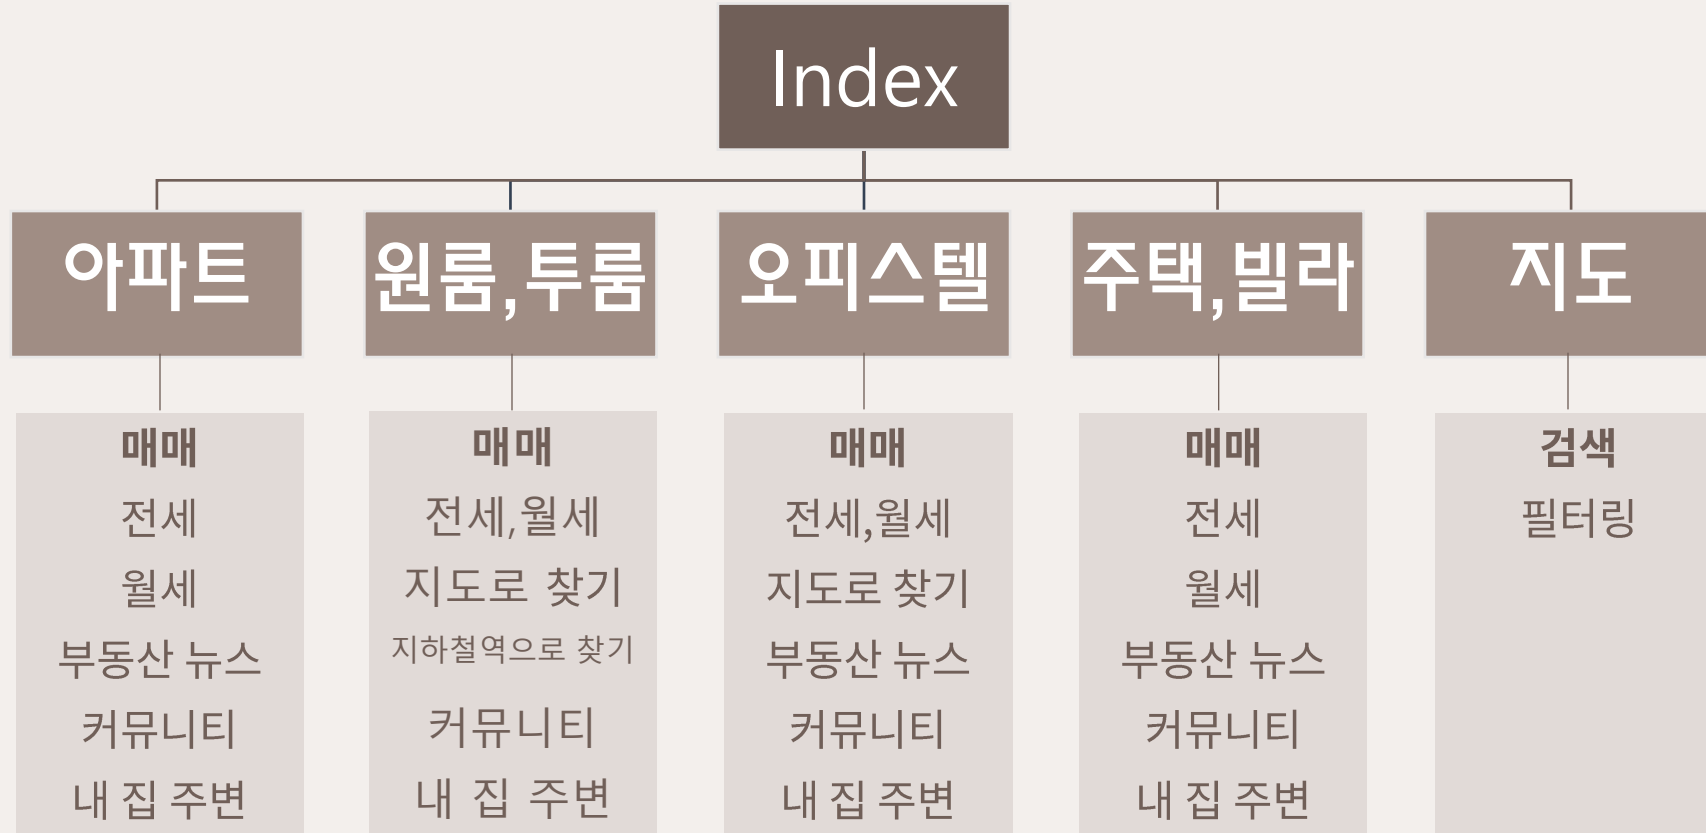 Index
아파트
매매
전세
월세
부동산 뉴스
커뮤니티
내 집 주변
원룸,투룸
매매
전세,월세
지도로 찾기
지하철역으로 찾기
커뮤니티
내 집 주변
오피스텔
매매
전세,월세
지도로 찾기
부동산 뉴스
커뮤니티
내 집 주변
주택,빌라
매매
전세
월세
부동산 뉴스
커뮤니티
내 집 주변
지도
검색
필터링